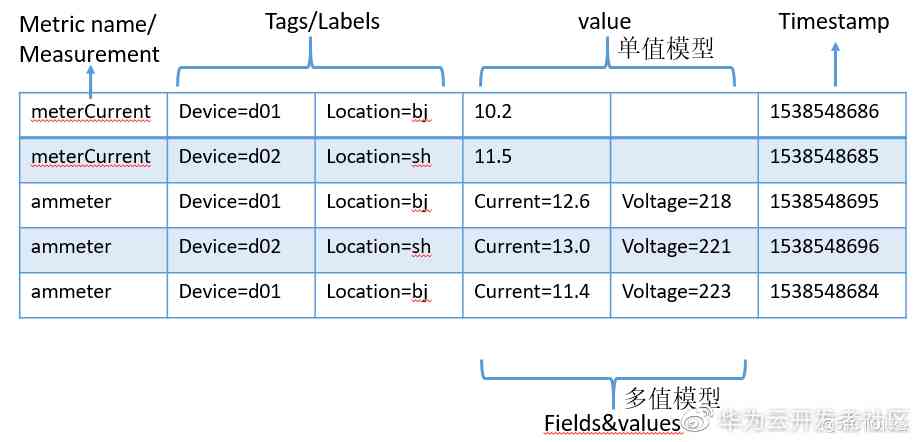 Metric name/
Measurement
Tags/Labels
value
单值模型
Timestamp
meterCurrent Device=d01 Location=bj 10.2 1538548686
meterCurrent Device=d02 Location=sh 11.5 1538548685
ammeter Device=d01 Location=bj Current=12.6 Voltage=218 1538548695
ammeter Device=d02 Location=sh Current=13.0 Voltage=221 1538548696
ammeter Device=d01 Location=bj Current=11.4 Voltage=223 1538548684
多值模型
Fields&values
华为云开发者社区